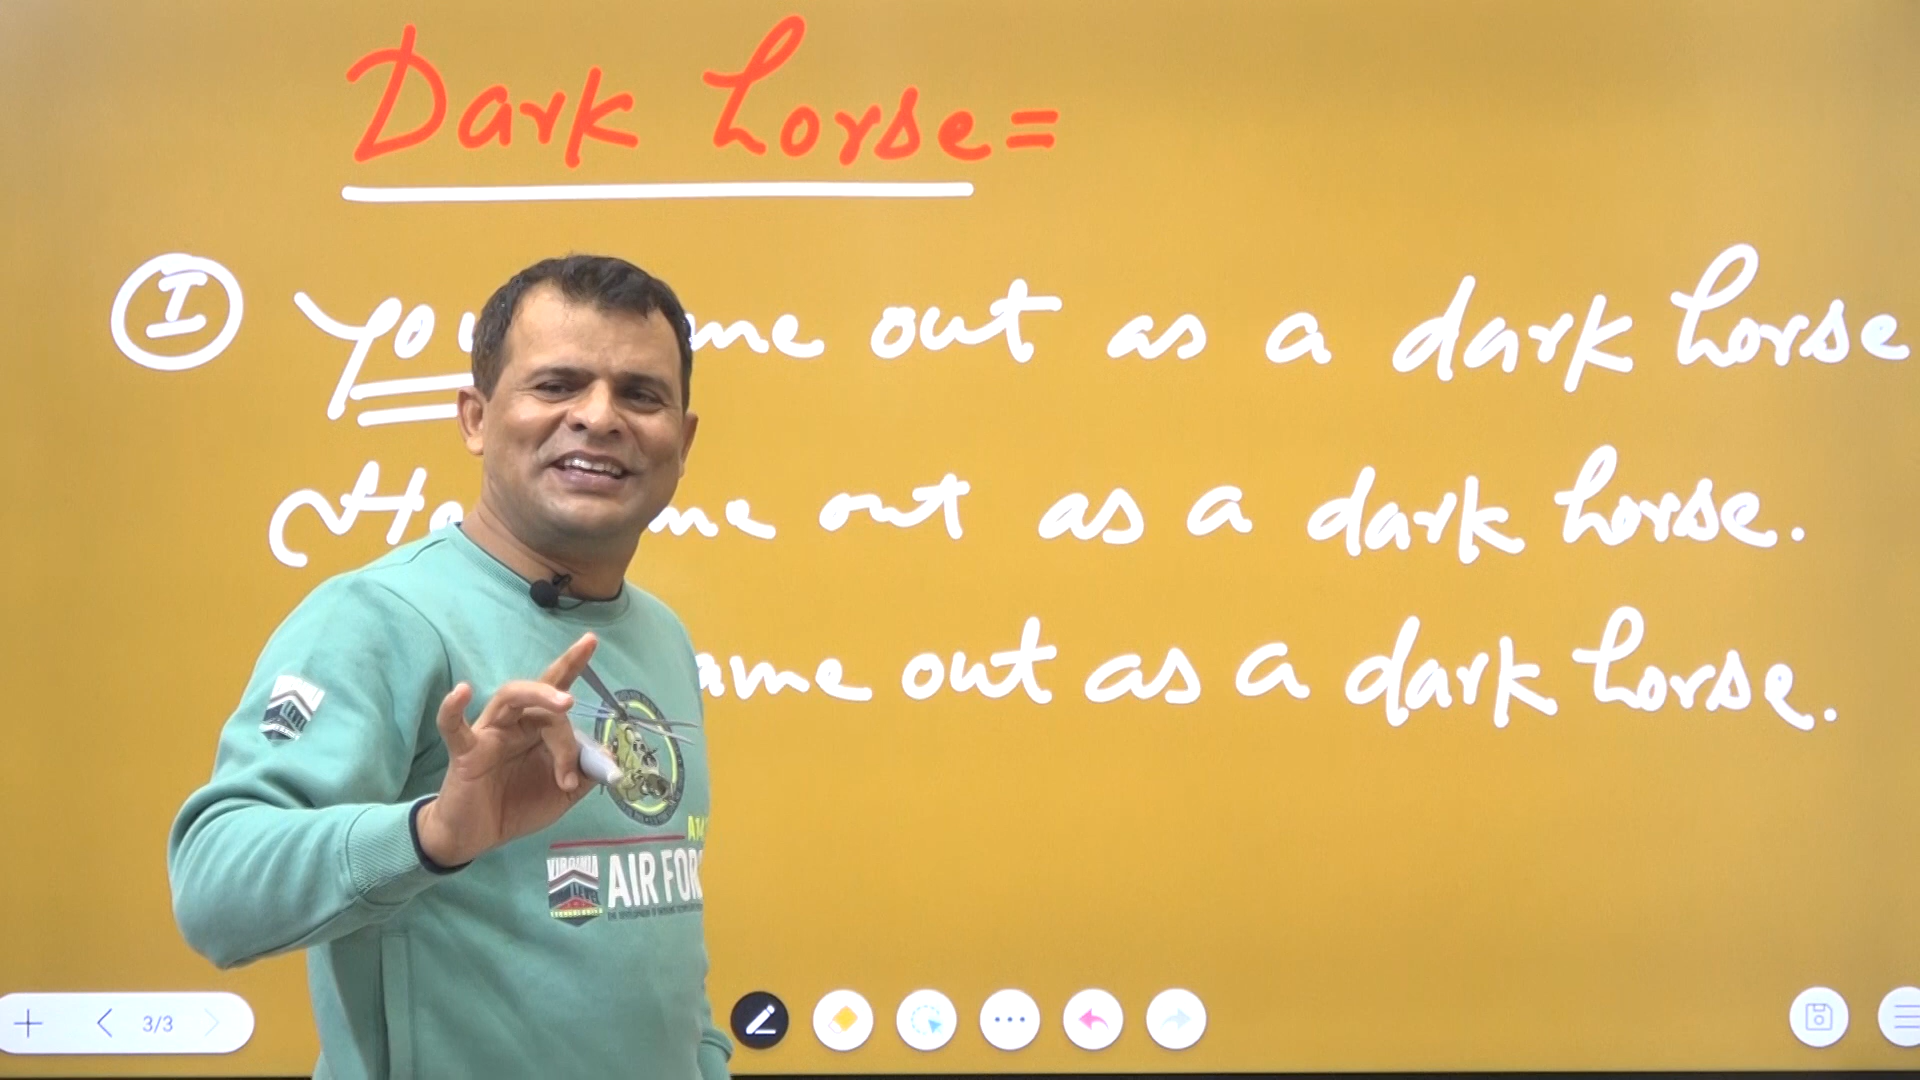 Dark horse=
I You me out as a dark horse
He me out as a dark horse.
ame out as a dark horse.
VIRGINIA
AIR FOR
3/3